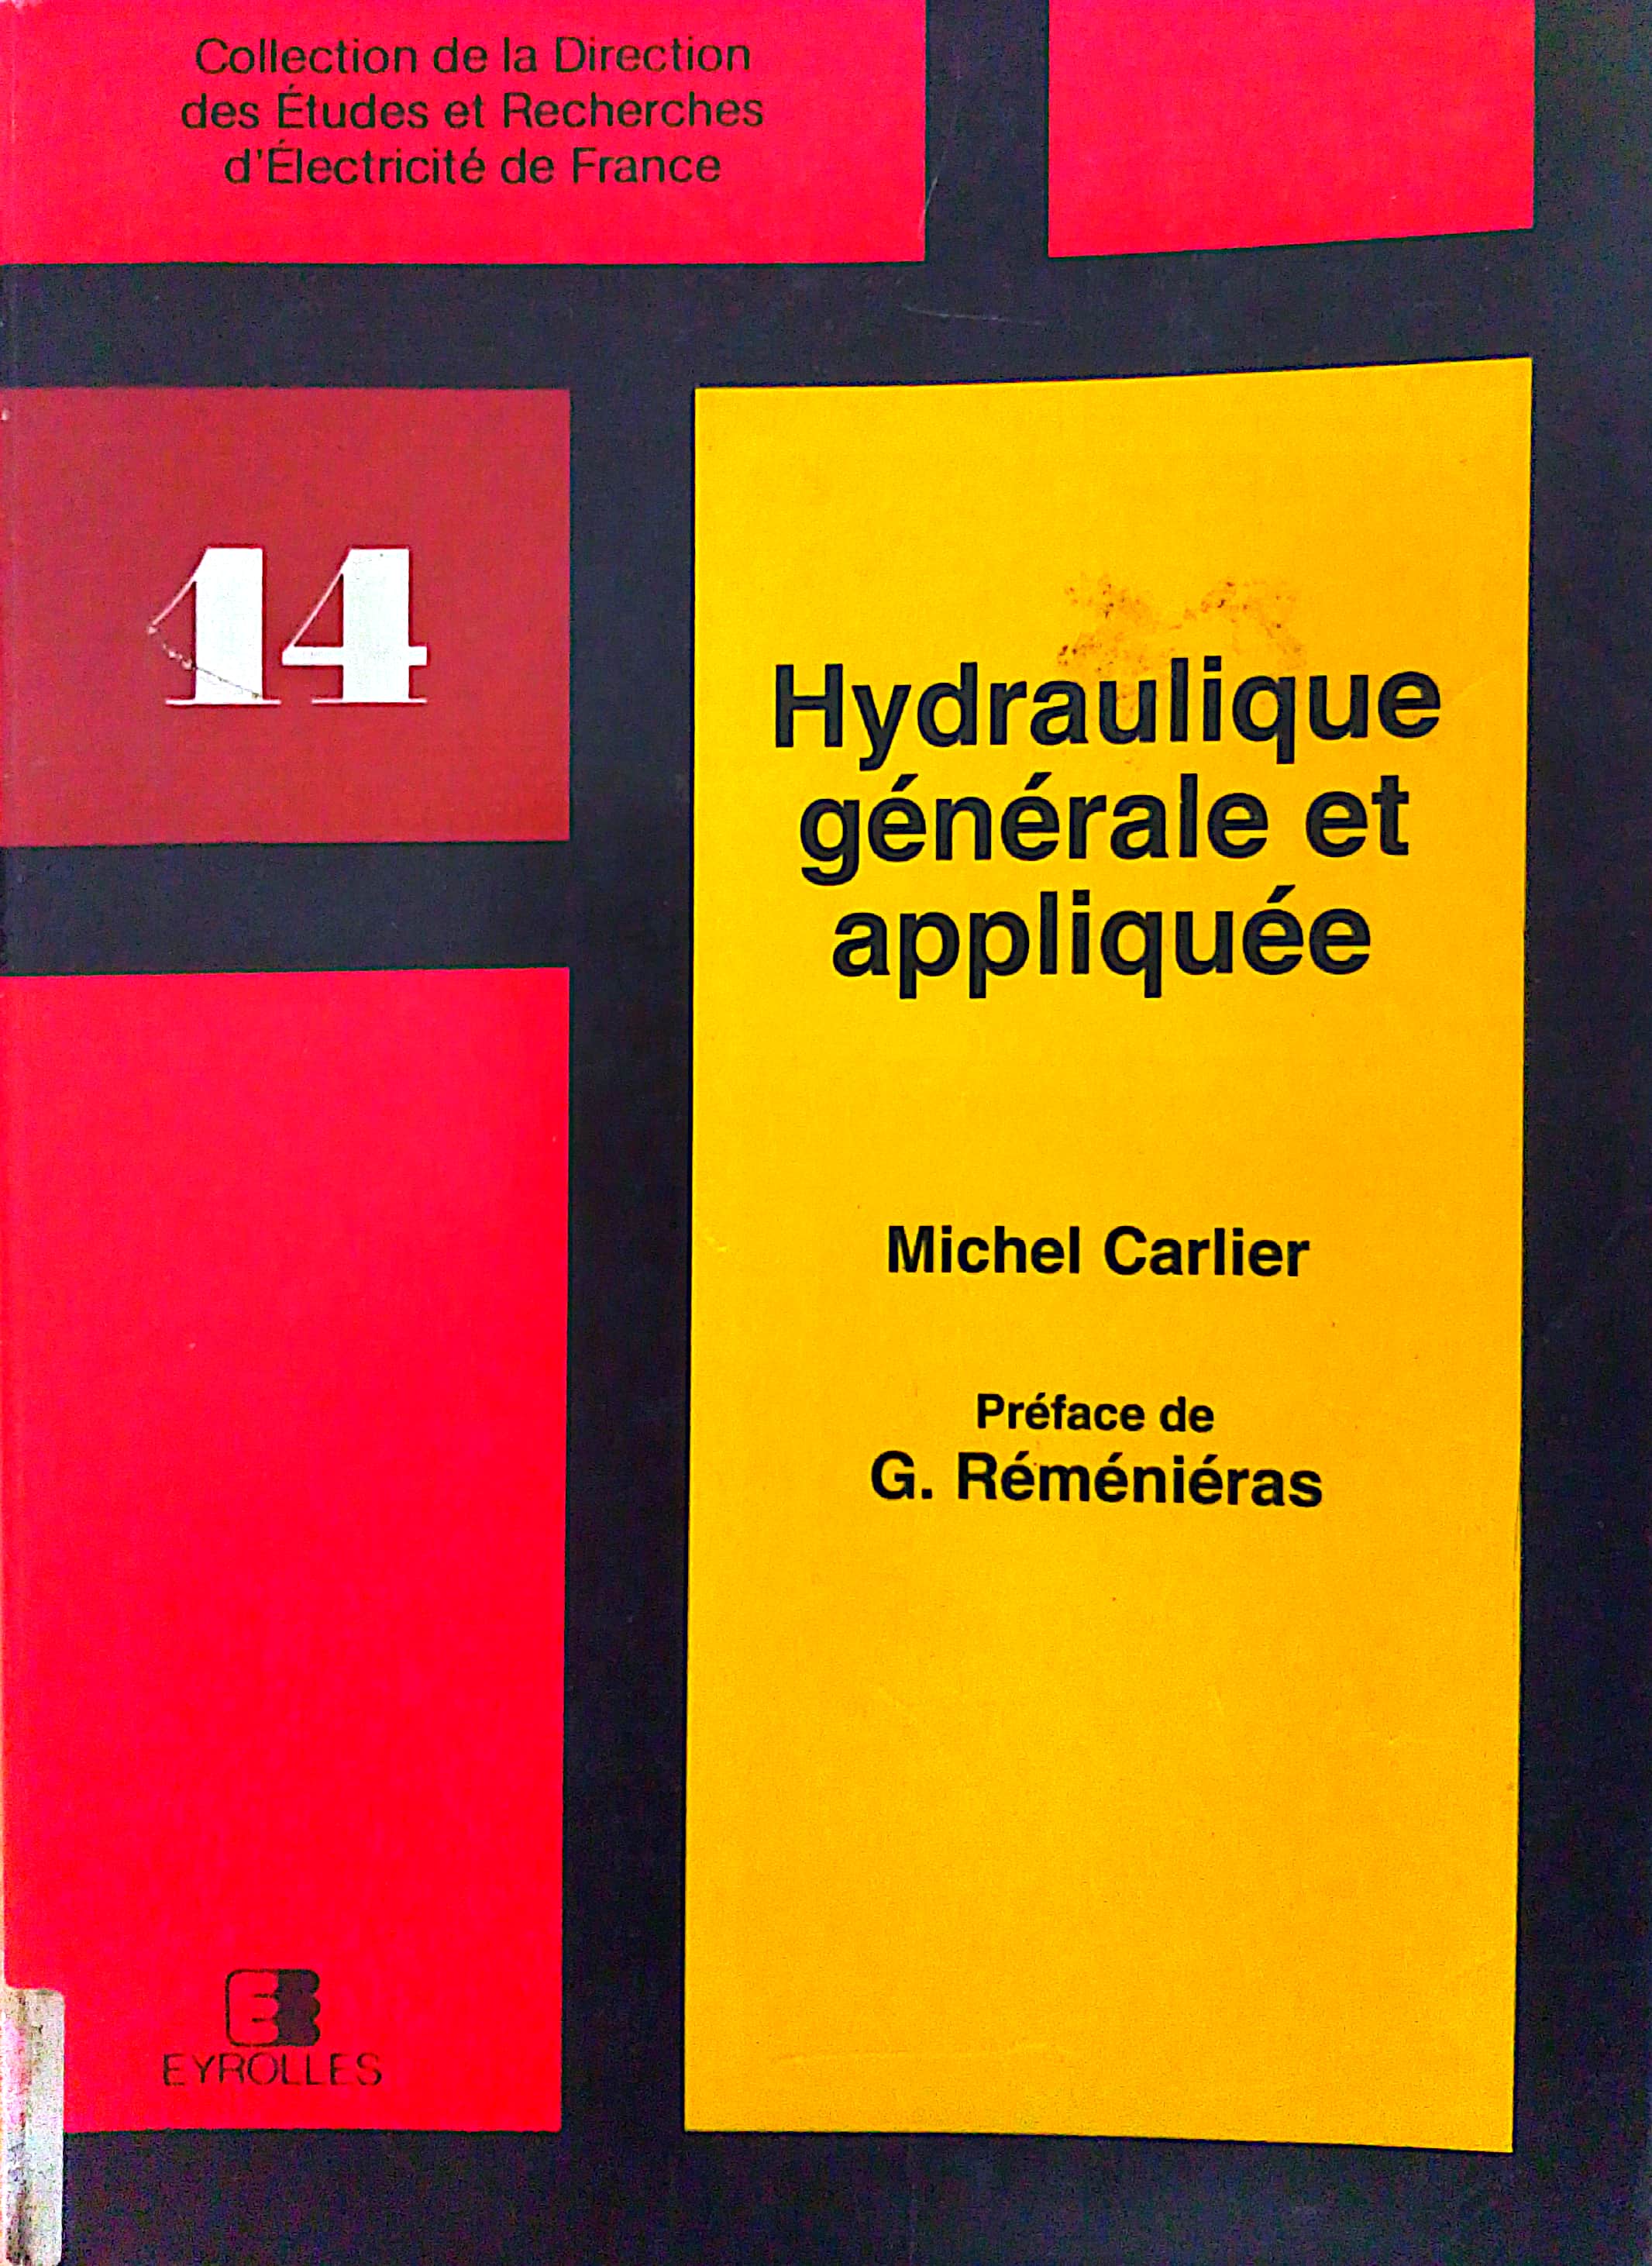 Collection de la Direction
des Études et Recherches
d'Électricité de France
14
Hydraulique
générale et
appliquée
Michel Carlier
Préface de
G. Réméniéras
EYROLLES